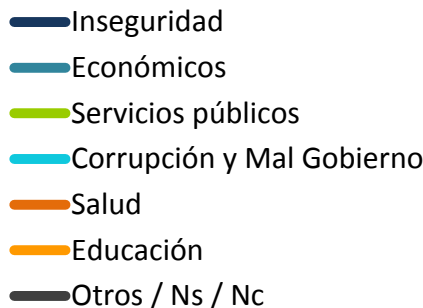 Inseguridad
Económicos
Servicios públicos
Corrupción y Mal Gobierno
Salud
Educación
Otros / Ns / Nc